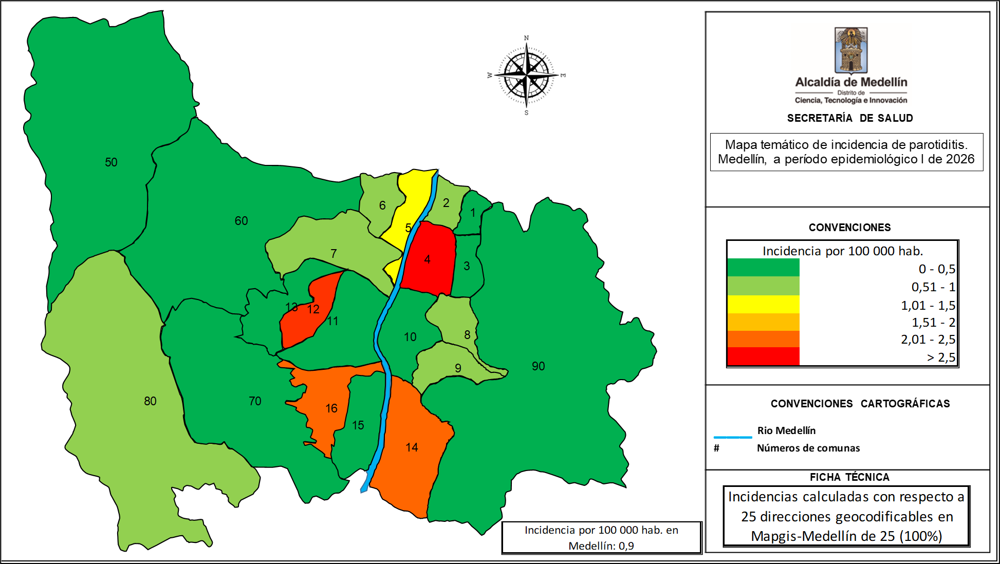 N
W
E
S
50
60
6
5
2
1
7
4
3
13
12
11
10
8
9
90
80
70
16
15
14
Incidencia por 100 000 hab. en
Medellín: 0,9
Alcaldía de Medellín
Distrito de
Ciencia, Tecnología e Innovación
SECRETARÍA DE SALUD
Mapa temático de incidencia de parotiditis.
Medellín, a período epidemiológico I de 2026
CONVENCIONES
Incidencia por 100 000 hab.
0 - 0,5
0,51 - 1
1,01 - 1,5
1,51 - 2
2,01 - 2,5
> 2,5
CONVENCIONES CARTOGRÁFICAS
Rio Medellín
# Números de comunas
FICHA TÉCNICA
Incidencias calculadas con respecto a
25 direcciones geocodificables en
Mapgis-Medellín de 25 (100%)